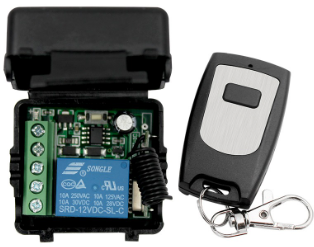 SONGLE
10A 250VAC 10A 125VAC
10A 30VDC 10A 28VDC
SRD-12VDC-SL-C